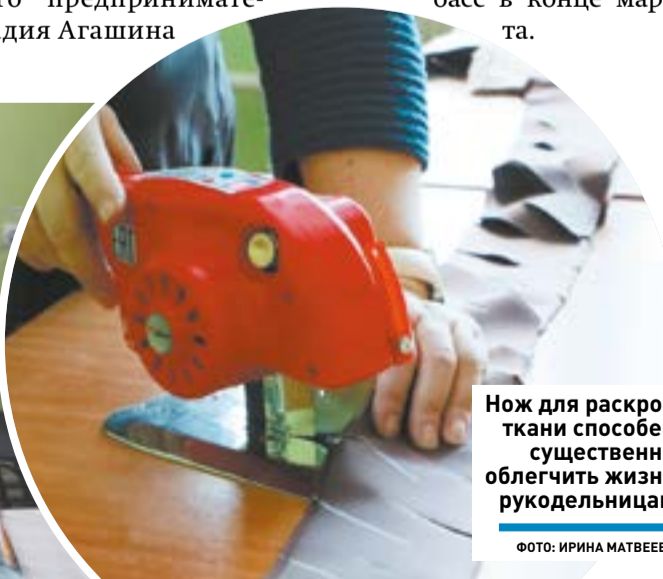 го предпринимате-
дия Агашина
басс в конце мар
та.
Нож для раскро
ткани способе
существенн
облегчить жизн
рукодельница
ФОТО: ИРИНА МАТВЕЕ